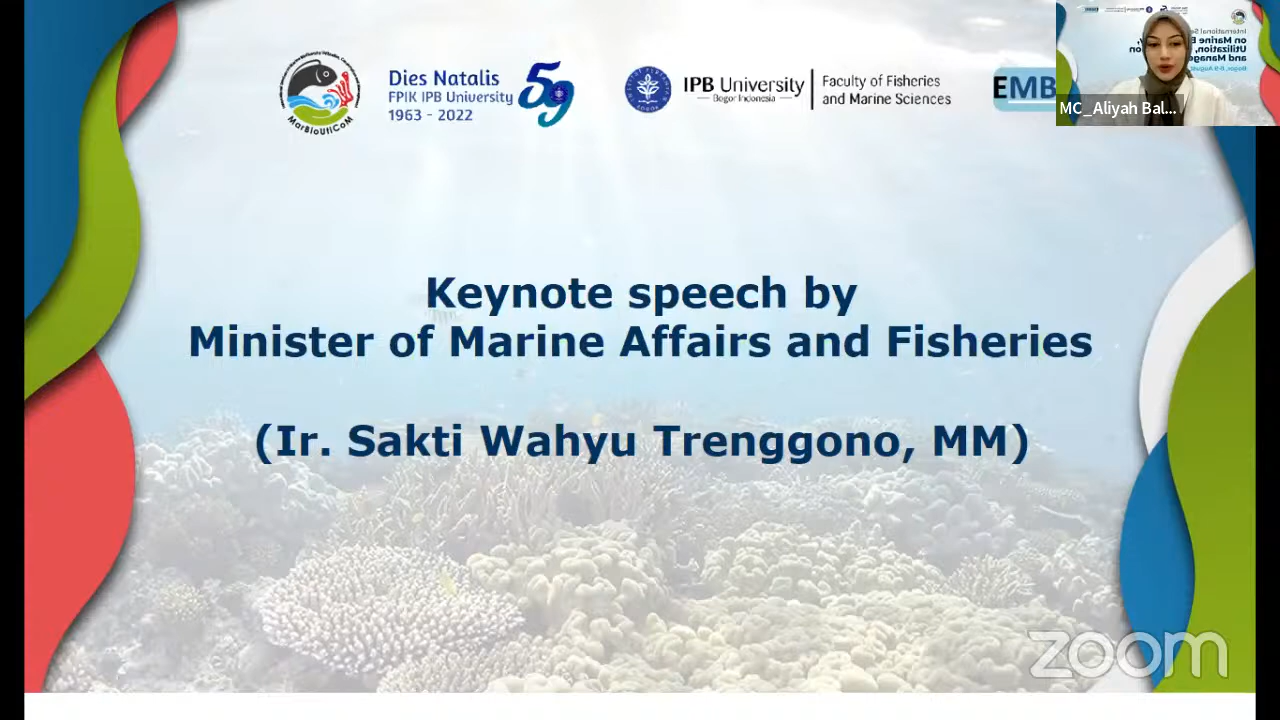 MarBioUtiCoM
Dies Natalis
FPIK IPB University
1963 - 2022
59
IPB University
Bogor Indonesia
Faculty of Fisheries
and Marine Sciences
EMB
MC_Aliyah Bal...
Keynote speech by
Minister of Marine Affairs and Fisheries
(Ir. Sakti Wahyu Trenggono, MM)
zoom